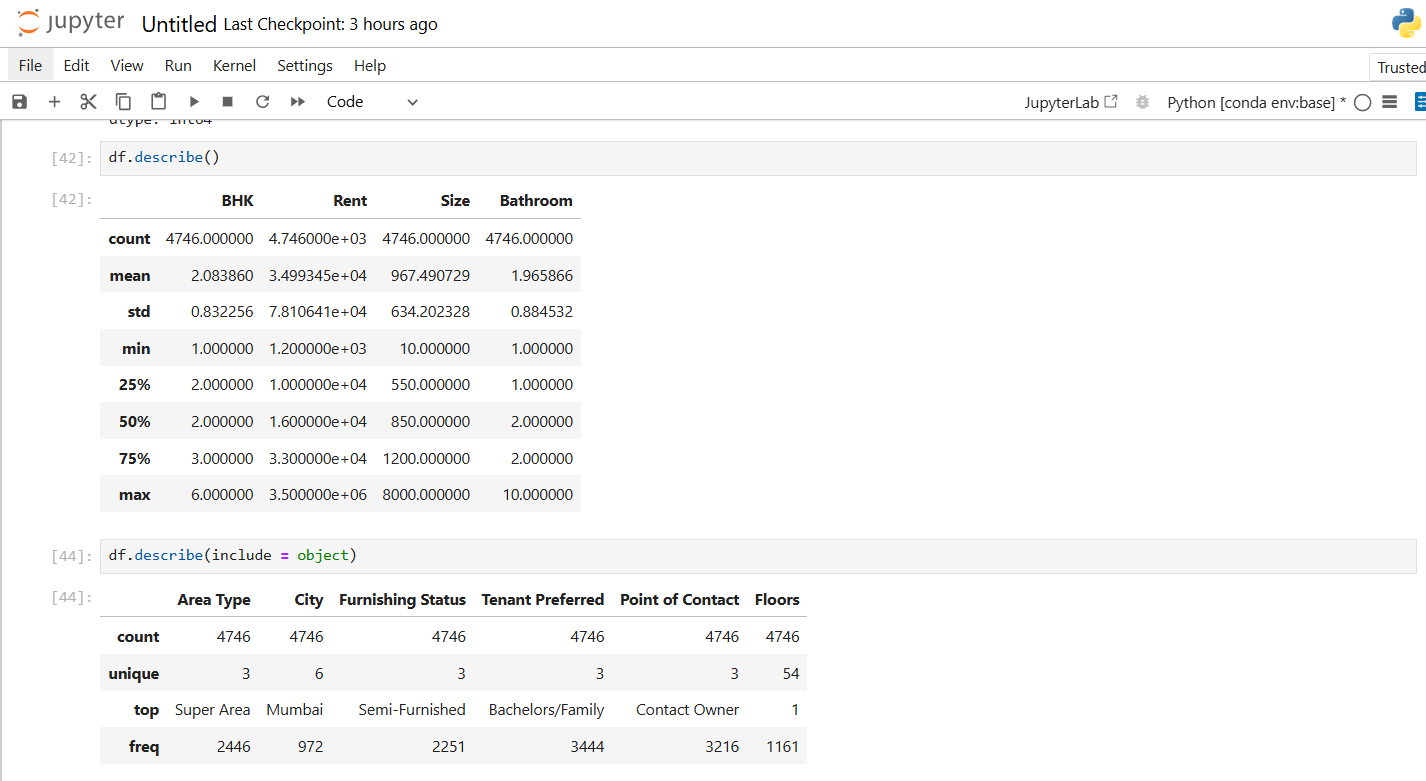 jupyter Untitled Last Checkpoint: 3 hours ago
File Edit View Run Kernel Settings Help
Trusted
Code JupyterLab Python [conda env:base] *
dtype: int64
[42]: df.describe()
[42]: BHK Rent Size Bathroom
count 4746.000000 4.746000e+03 4746.000000 4746.000000
mean 2.083860 3.499345e+04 967.490729 1.965866
std 0.832256 7.810641e+04 634.202328 0.884532
min 1.000000 1.200000e+03 10.000000 1.000000
25% 2.000000 1.000000e+04 550.000000 1.000000
50% 2.000000 1.600000e+04 850.000000 2.000000
75% 3.000000 3.300000e+04 1200.000000 2.000000
max 6.000000 3.500000e+06 8000.000000 10.000000
[44]: df.describe(include = object)
[44]: Area Type City Furnishing Status Tenant Preferred Point of Contact Floors
count 4746 4746 4746 4746 4746 4746
unique 3 6 3 3 3 54
top Super Area Mumbai Semi-Furnished Bachelors/Family Contact Owner 1
freq 2446 972 2251 3444 3216 1161